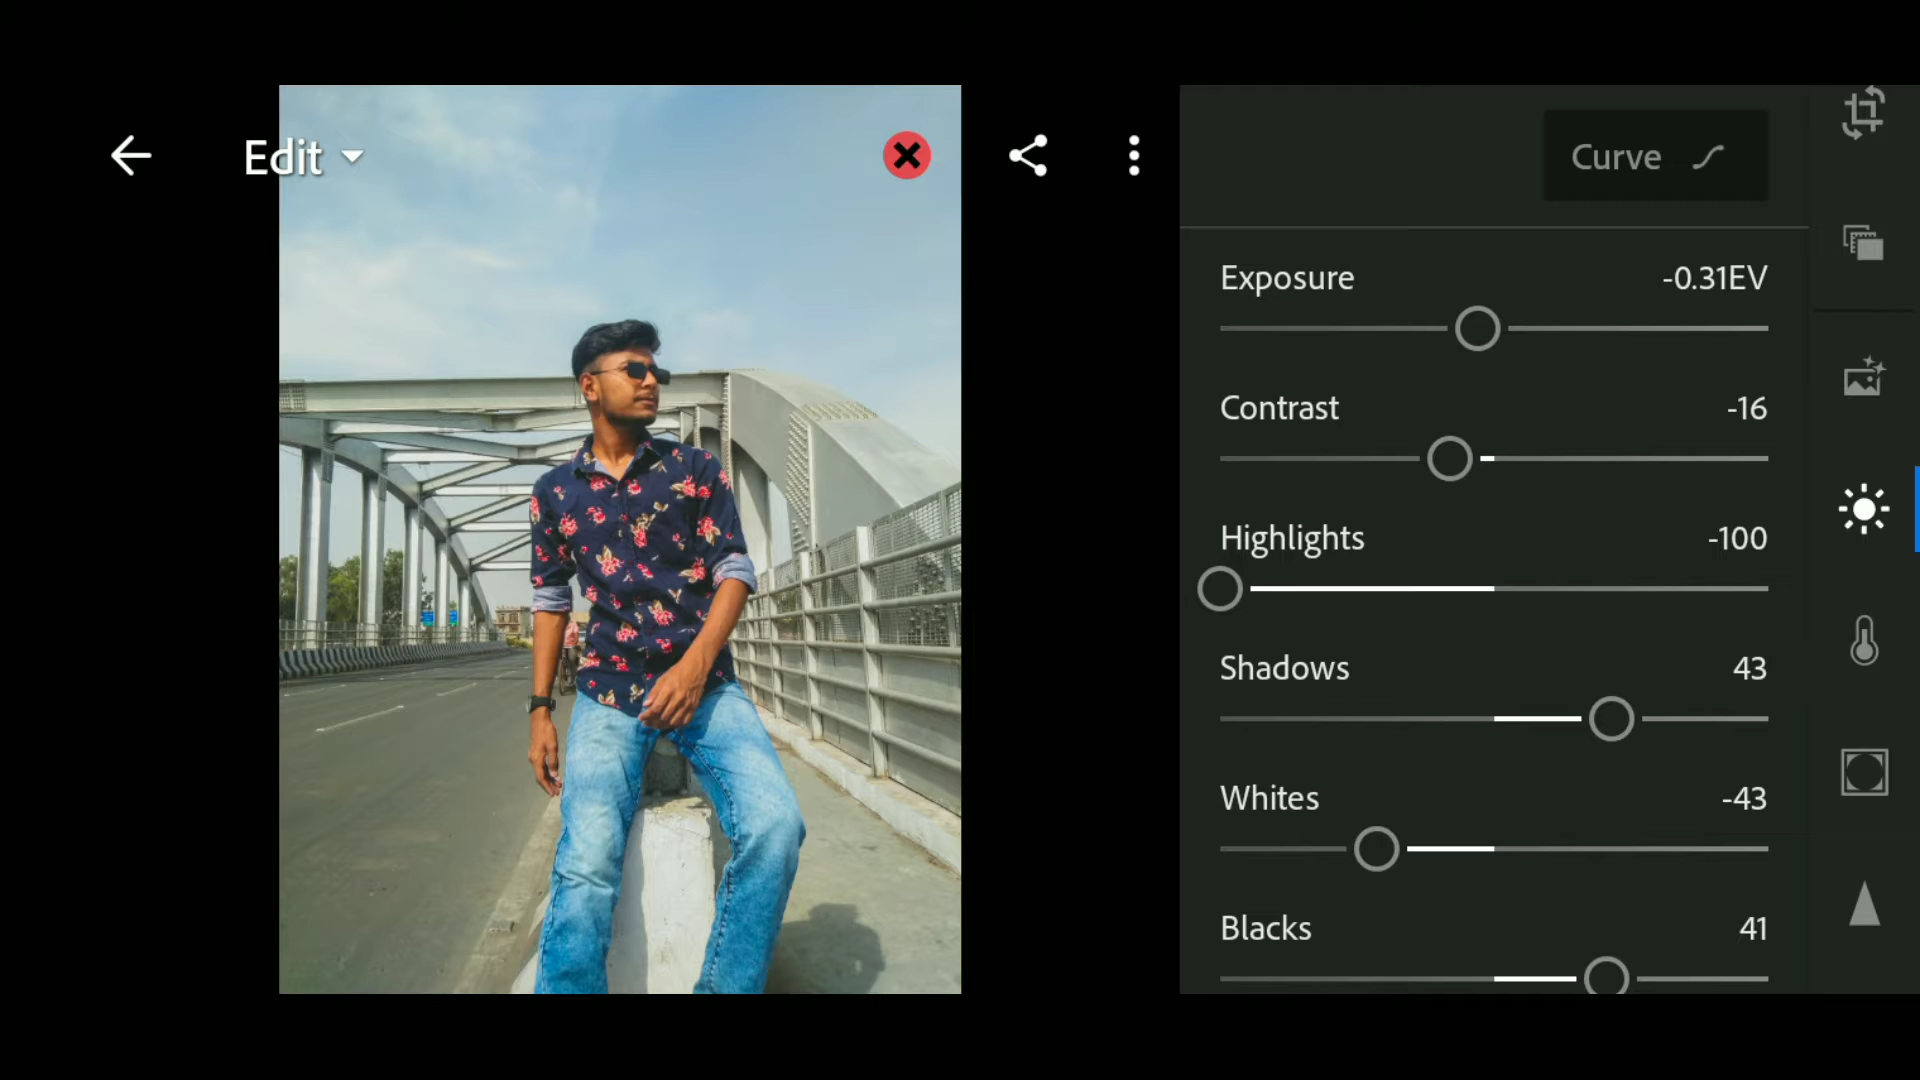 Edit
Curve
Exposure -0.31EV
Contrast -16
Highlights -100
Shadows 43
Whites -43
Blacks 41